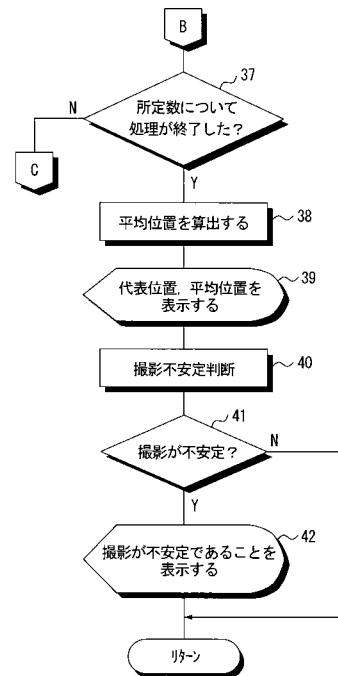 B
37
所定数について
処理が終了した?
N
C
Y
平均位置を算出する
38
39
代表位置,平均位置を
表示する
撮影不安定判断
40
41
撮影が不安定?
N
Y
42
撮影が不安定であることを
表示する
リターン